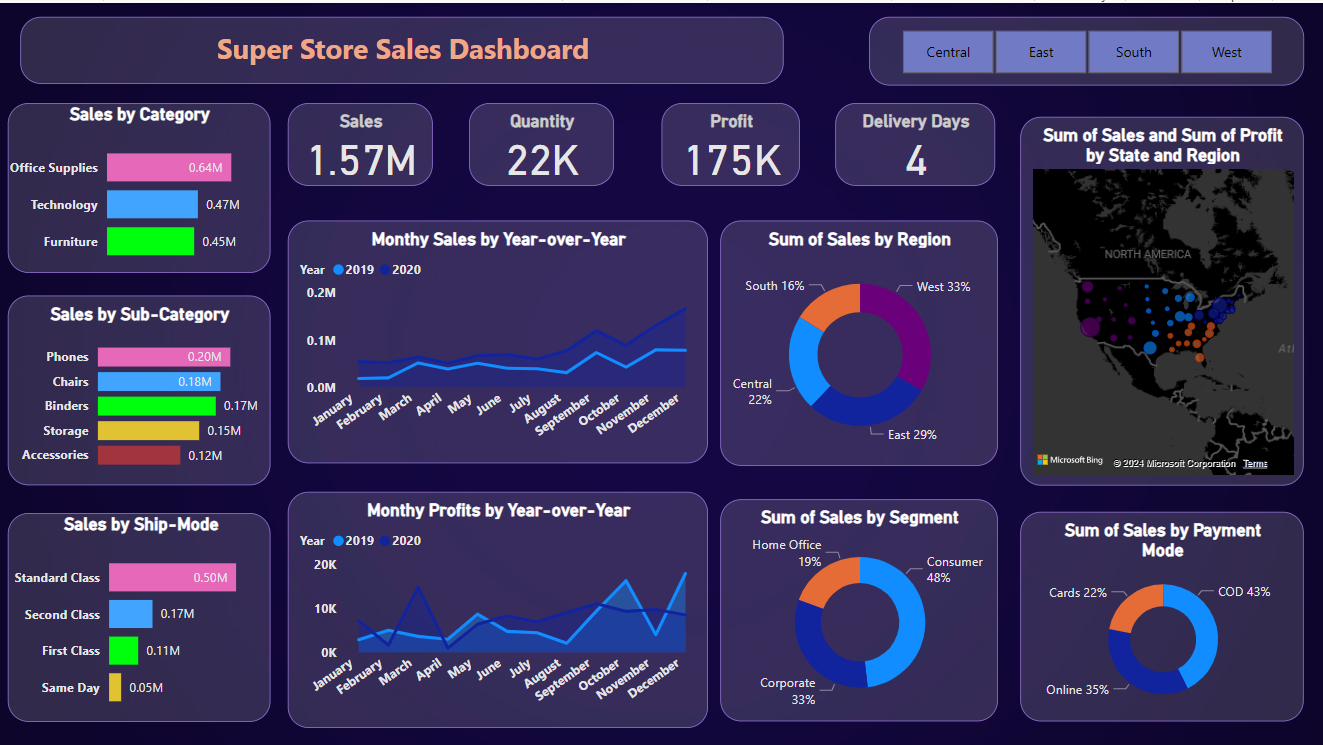 Super Store Sales Dashboard
Central
East
South
West
Sales by Category
Office Supplies
0.64M
Technology
0.47M
Furniture
0.45M
Sales
1.57M
Quantity
22K
Profit
175K
Delivery Days
4
Sum of Sales and Sum of Profit
by State and Region
NORTH AMERICA
Microsoft Bing
© 2024 Microsoft Corporation
Terms
Sales by Sub-Category
Phones
0.20M
Chairs
0.18M
Binders
0.17M
Storage
0.15M
Accessories
0.12M
Monthy Sales by Year-over-Year
Year
2019
2020
0.2M
0.1M
0.0M
January
February
March
April
May
June
July
August
September
October
November
December
Sum of Sales by Region
South 16%
West 33%
Central
22%
East 29%
Sales by Ship-Mode
Standard Class
0.50M
Second Class
0.17M
First Class
0.11M
Same Day
0.05M
Monthy Profits by Year-over-Year
Year
2019
2020
20K
10K
0K
January
February
March
April
May
June
July
August
September
October
November
December
Sum of Sales by Segment
Home Office
19%
Consumer
48%
Corporate
33%
Sum of Sales by Payment
Mode
Cards 22%
COD 43%
Online 35%